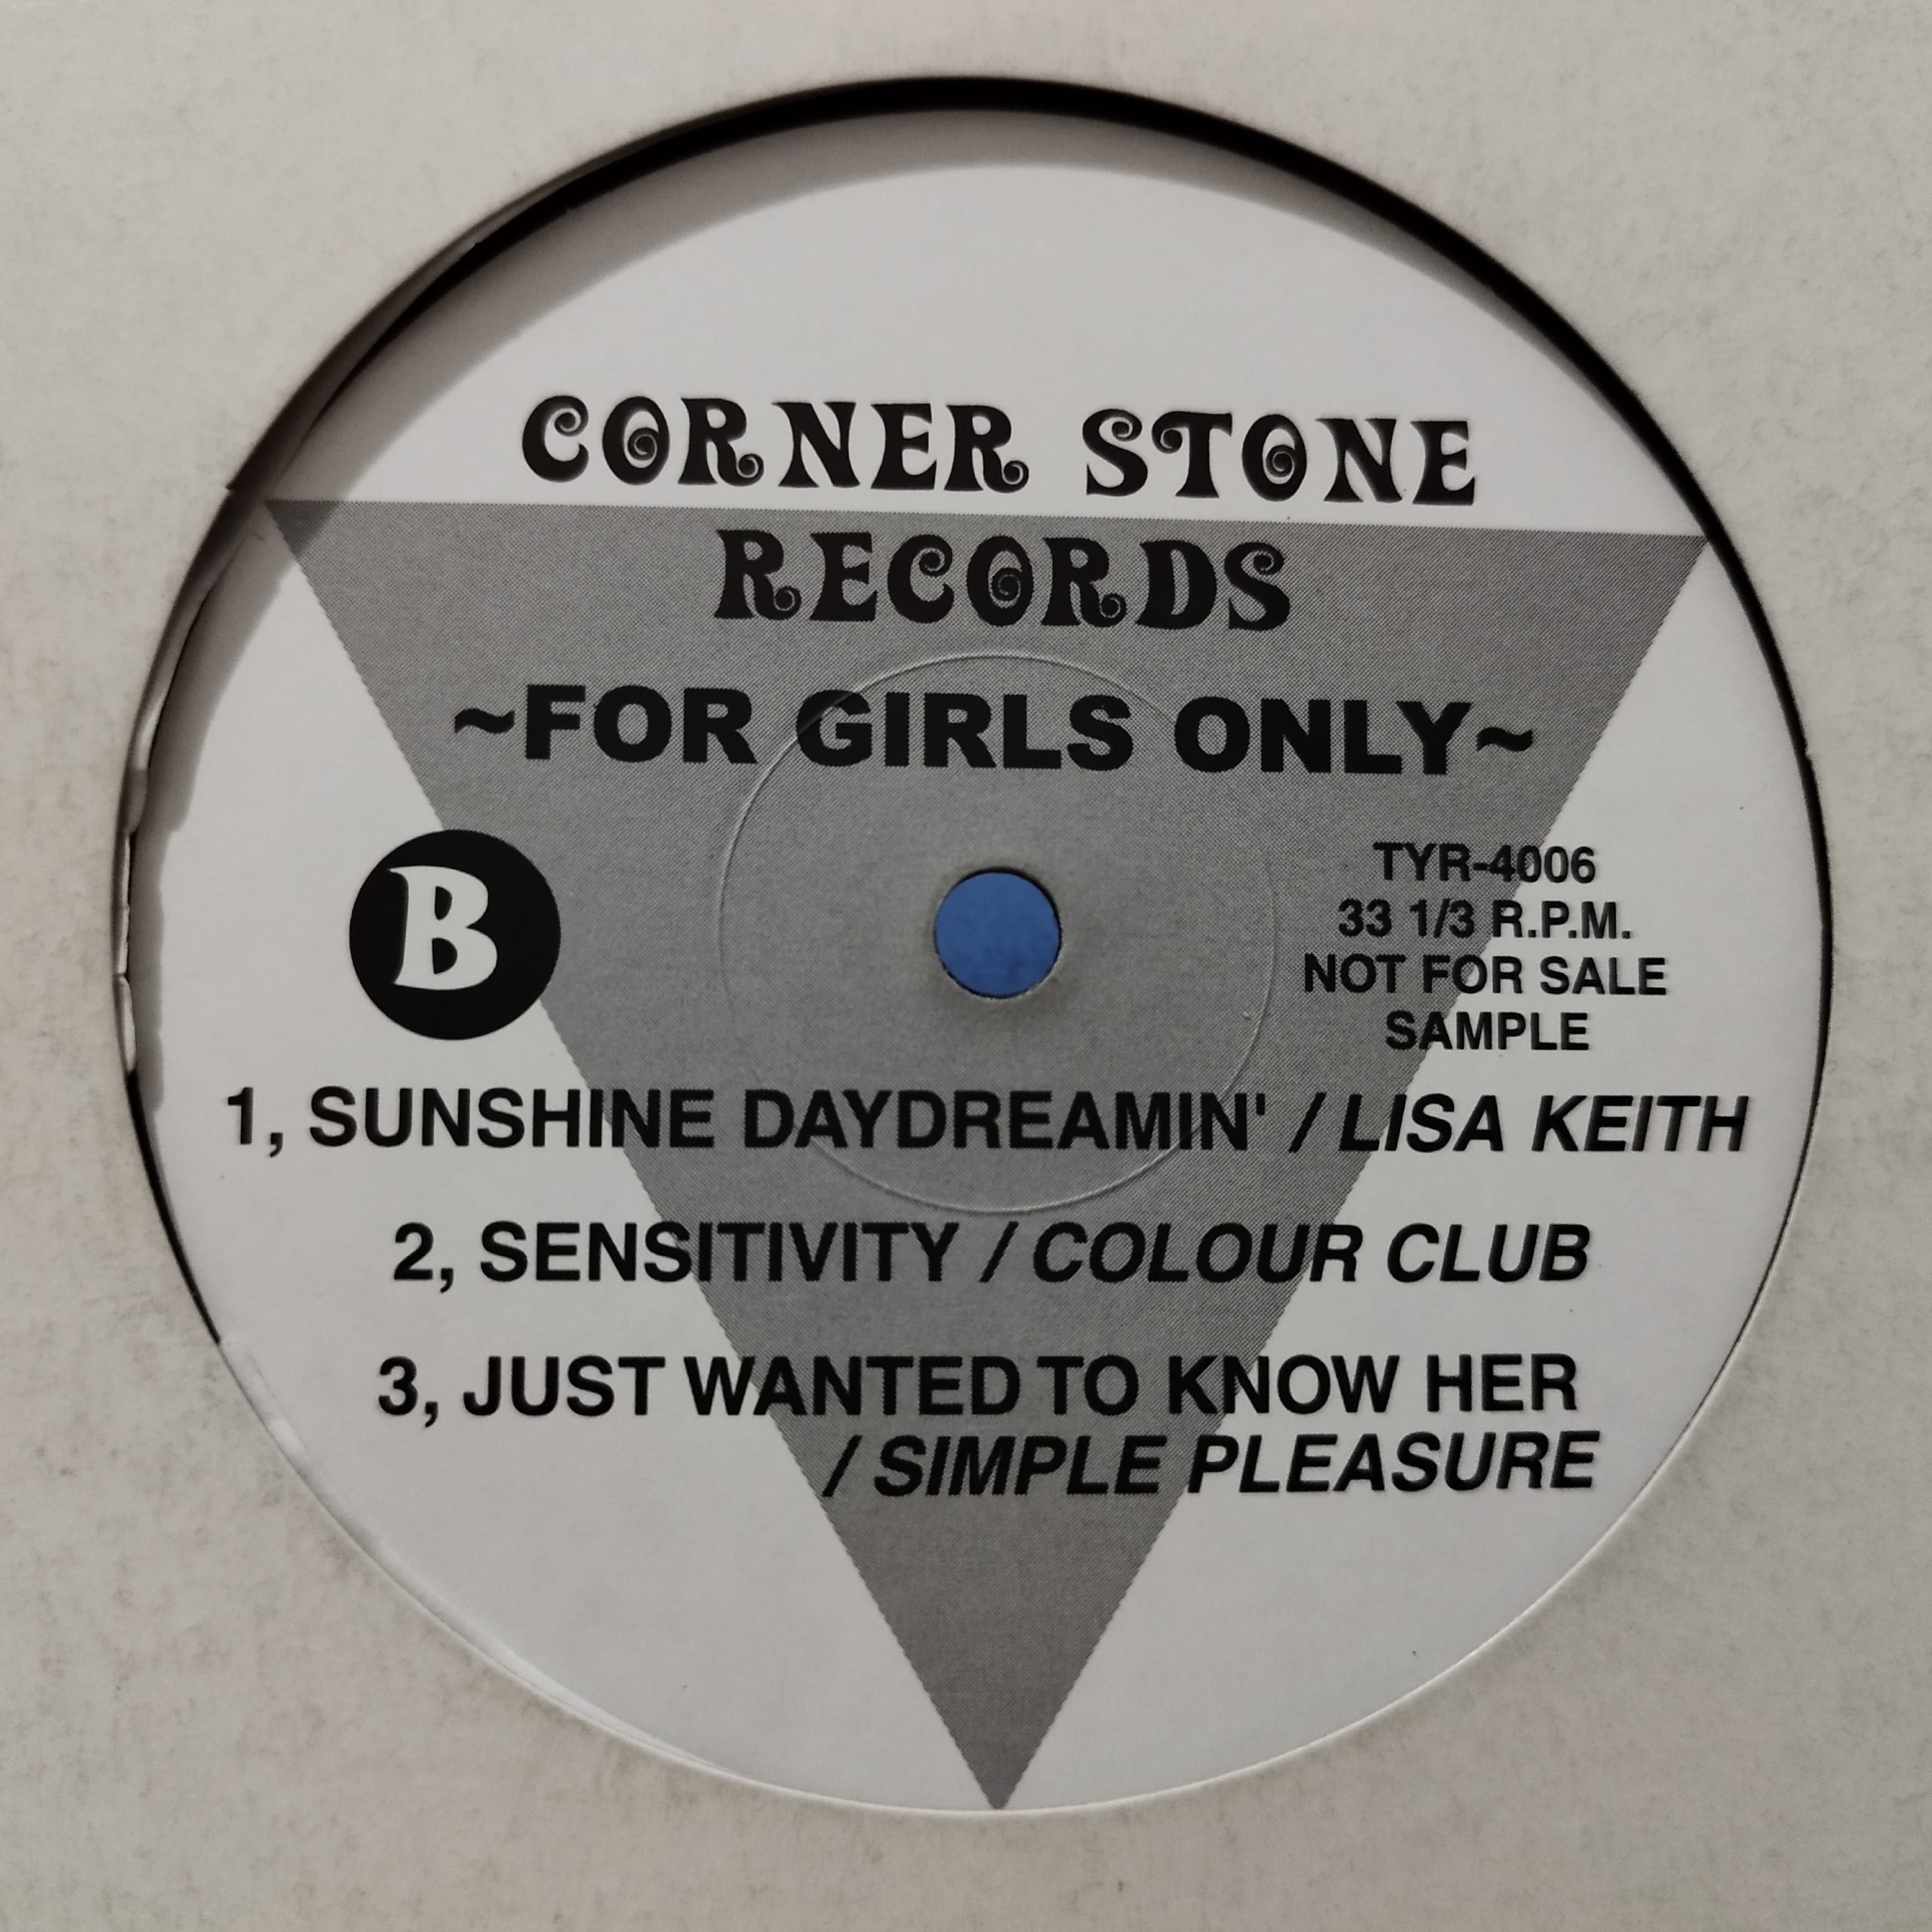 CORNER STONE
RECORDS
~FOR GIRLS ONLY~
B
TYR-4006
33 1/3 R.P.M.
NOT FOR SALE
SAMPLE
1, SUNSHINE DAYDREAMIN' / LISA KEITH
2, SENSITIVITY / COLOUR CLUB
3, JUST WANTED TO KNOW HER
/ SIMPLE PLEASURE